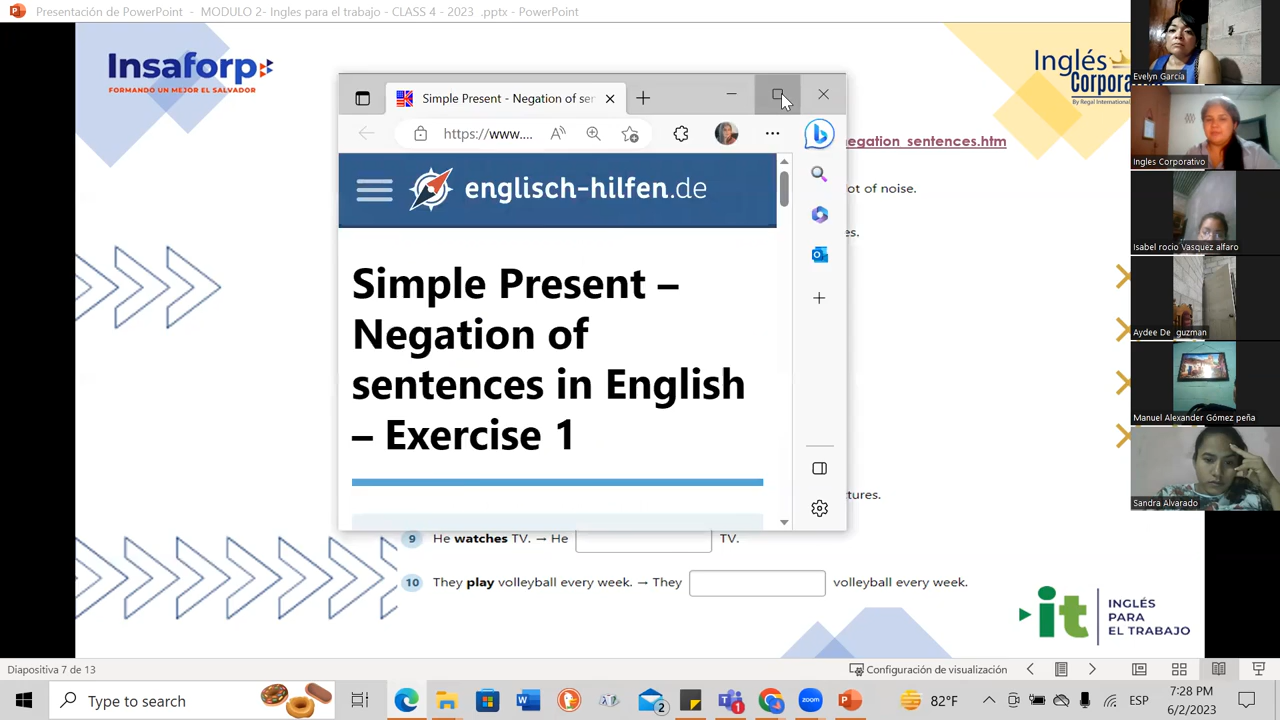 Presentación de PowerPoint - MODULO 2- Ingles para el trabajo - CLASS 4 - 2023 .pptx - PowerPoint
Insaforp
FORMANDO UN MEJOR EL SALVADOR
Inglés
Corporativo
By Regal International
Simple Present - Negation of ser
https://www....
egation_sentences.htm
englisch-hilfen.de
ot of noise.
es.
Simple Present –
Negation of
sentences in English
– Exercise 1
tures.
9 He watches TV. → He TV.
10 They play volleyball every week. → They volleyball every week.
it
INGLÉS
PARA
EL TRABAJO
Evelyn Garcia
Ingles Corporativo
Isabel rocio Vasquez alfaro
Aydee De guzman
Manuel Alexander Gómez peña
Sandra Alvarado
Diapositiva 7 de 13
Configuración de visualización
Type to search
82°F
ESP
7:28 PM
6/2/2023